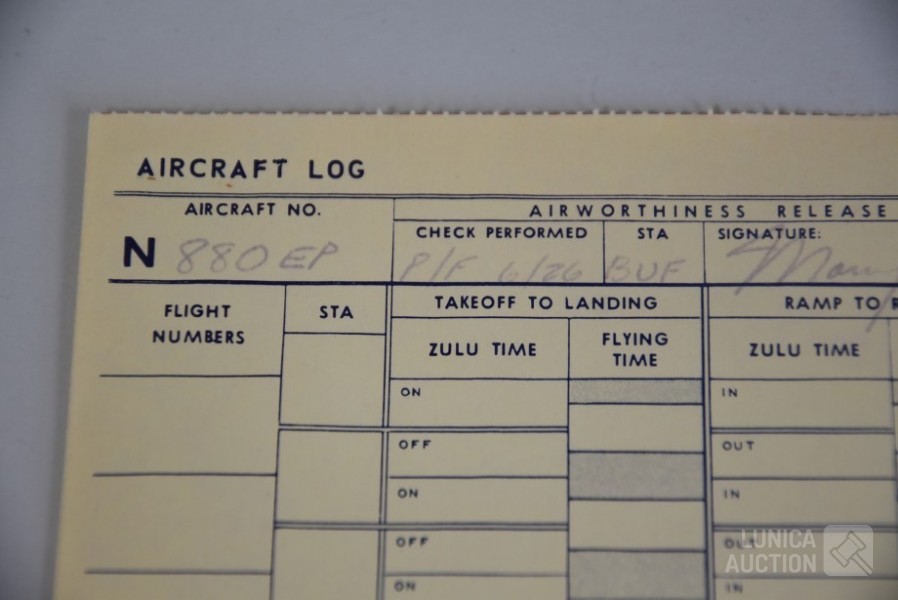 AIRCRAFT LOG
AIRCRAFT NO.
N 880EP
AIRWORTHINESS RELEASE
CHECK PERFORMED
STA
SIGNATURE:
P/F 6/26
BUF
FLIGHT
NUMBERS
STA
TAKEOFF TO LANDING
RAMP TO
ZULU TIME
FLYING
TIME
ZULU TIME
ON
IN
OFF
OUT
ON
IN
OFF
OUT
ON
IN
LUNICA
AUCTION